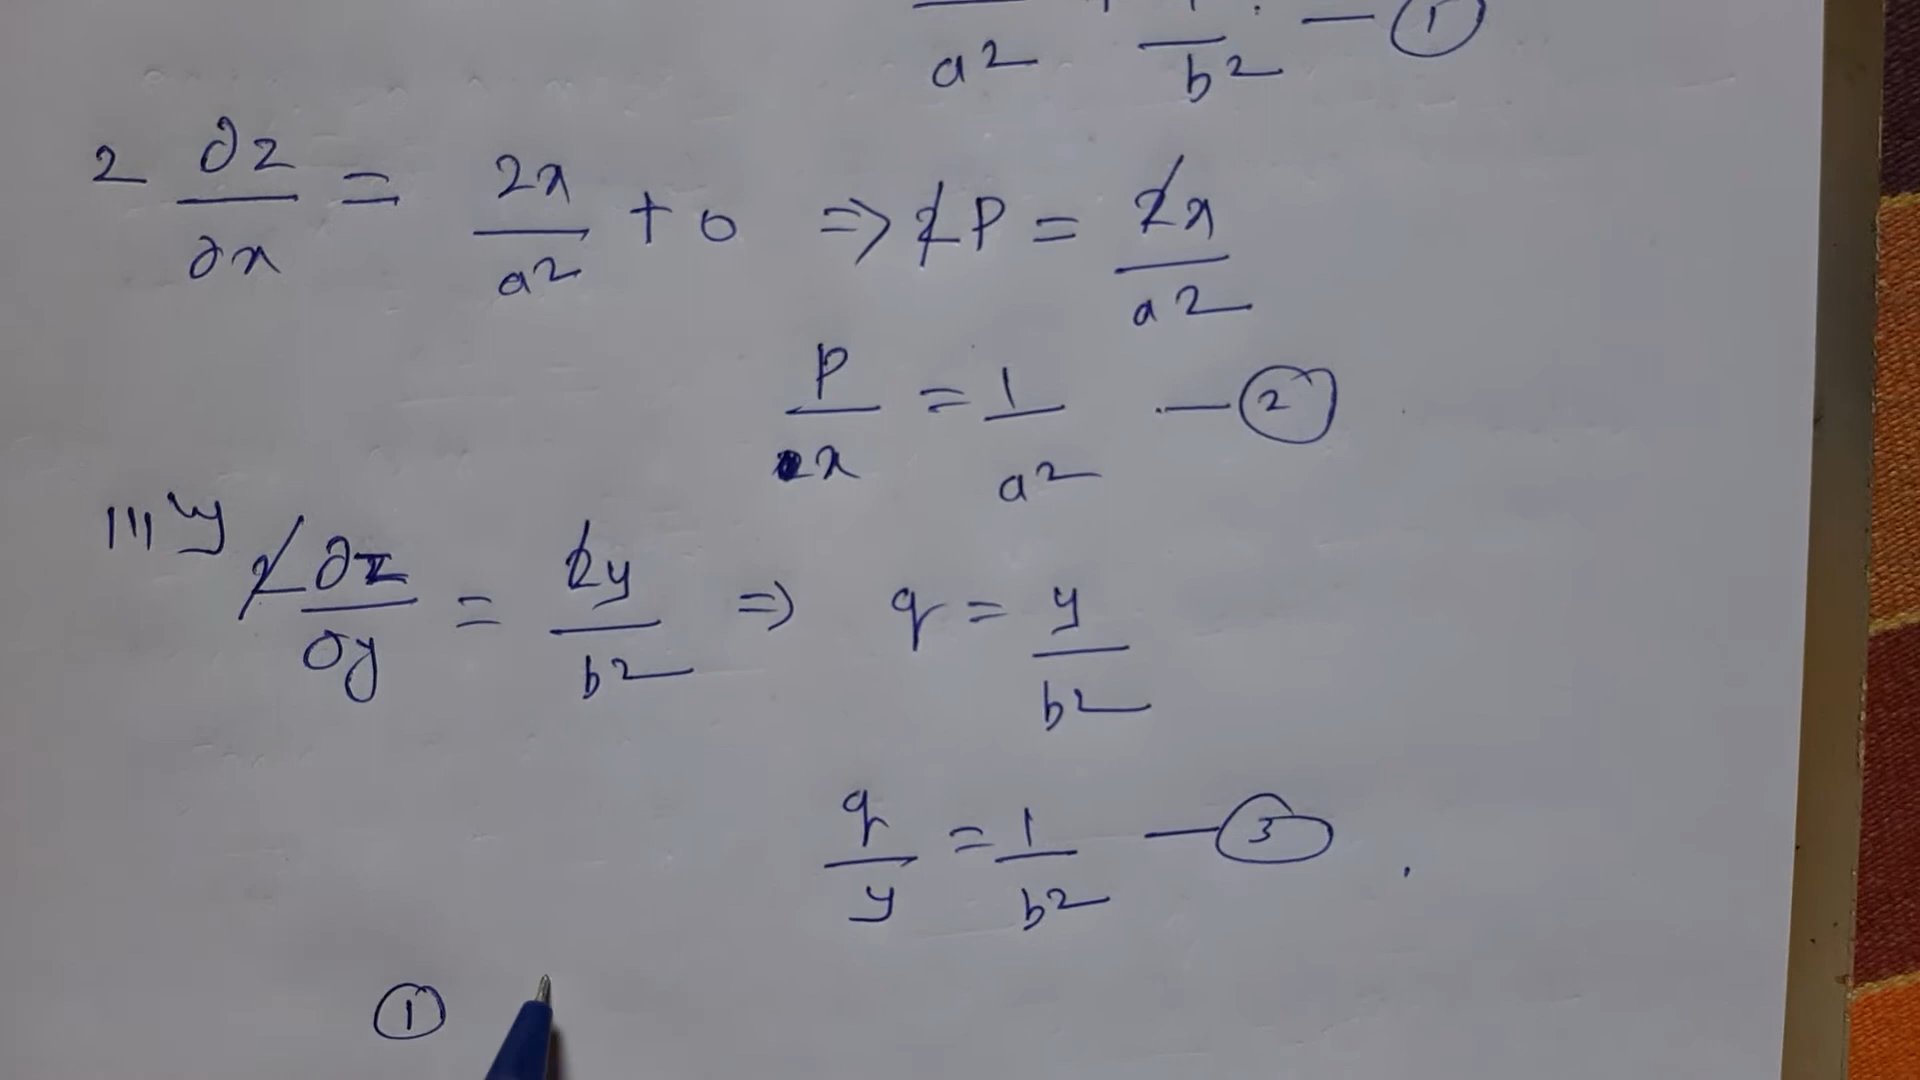 a2 b2 — ①
2 ∂z/∂x = 2x/a2 + 0 => 2P = 2x/a2
P/x = 1/a2 — ②
111ly 2∂z/∂y = 2y/b2 => q = y/b2
q/y = 1/b2 — ③
①